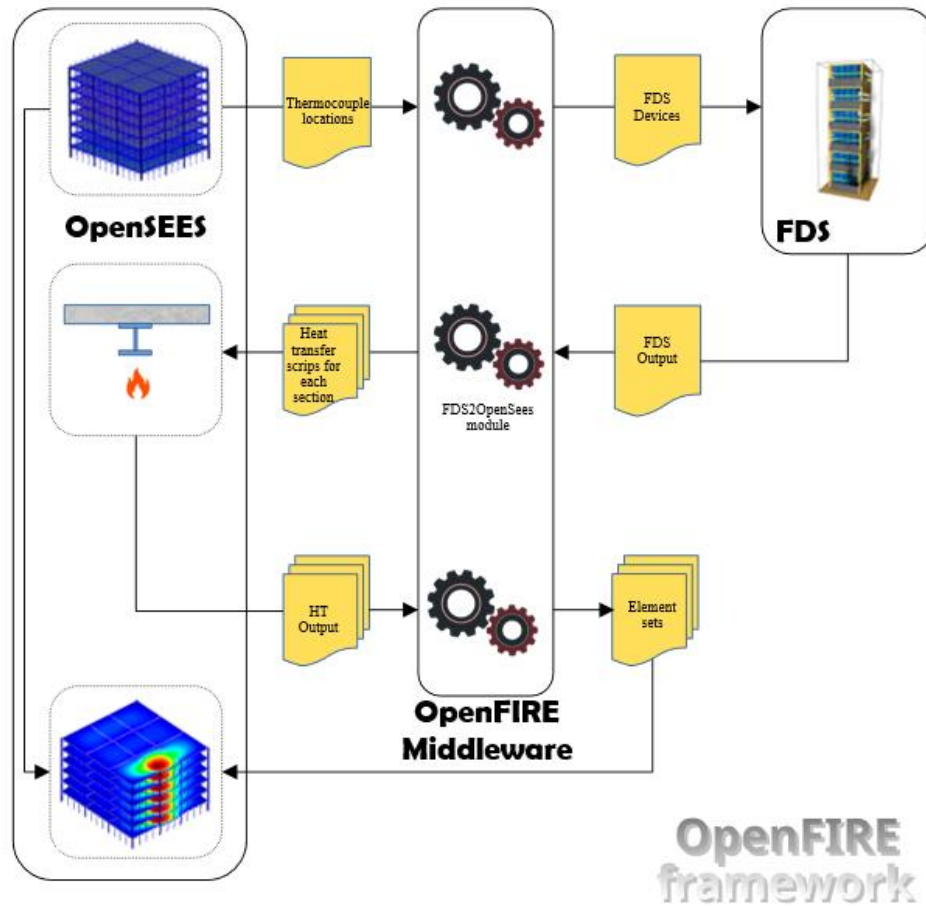 Thermocouple
locations
FDS
Devices
OpenSEES
FDS
Heat
transfer
scrips for
each
section
FDS
Output
FDS2OpenSees
module
HT
Output
Element
sets
OpenFIRE
Middleware
OpenFIRE
framework